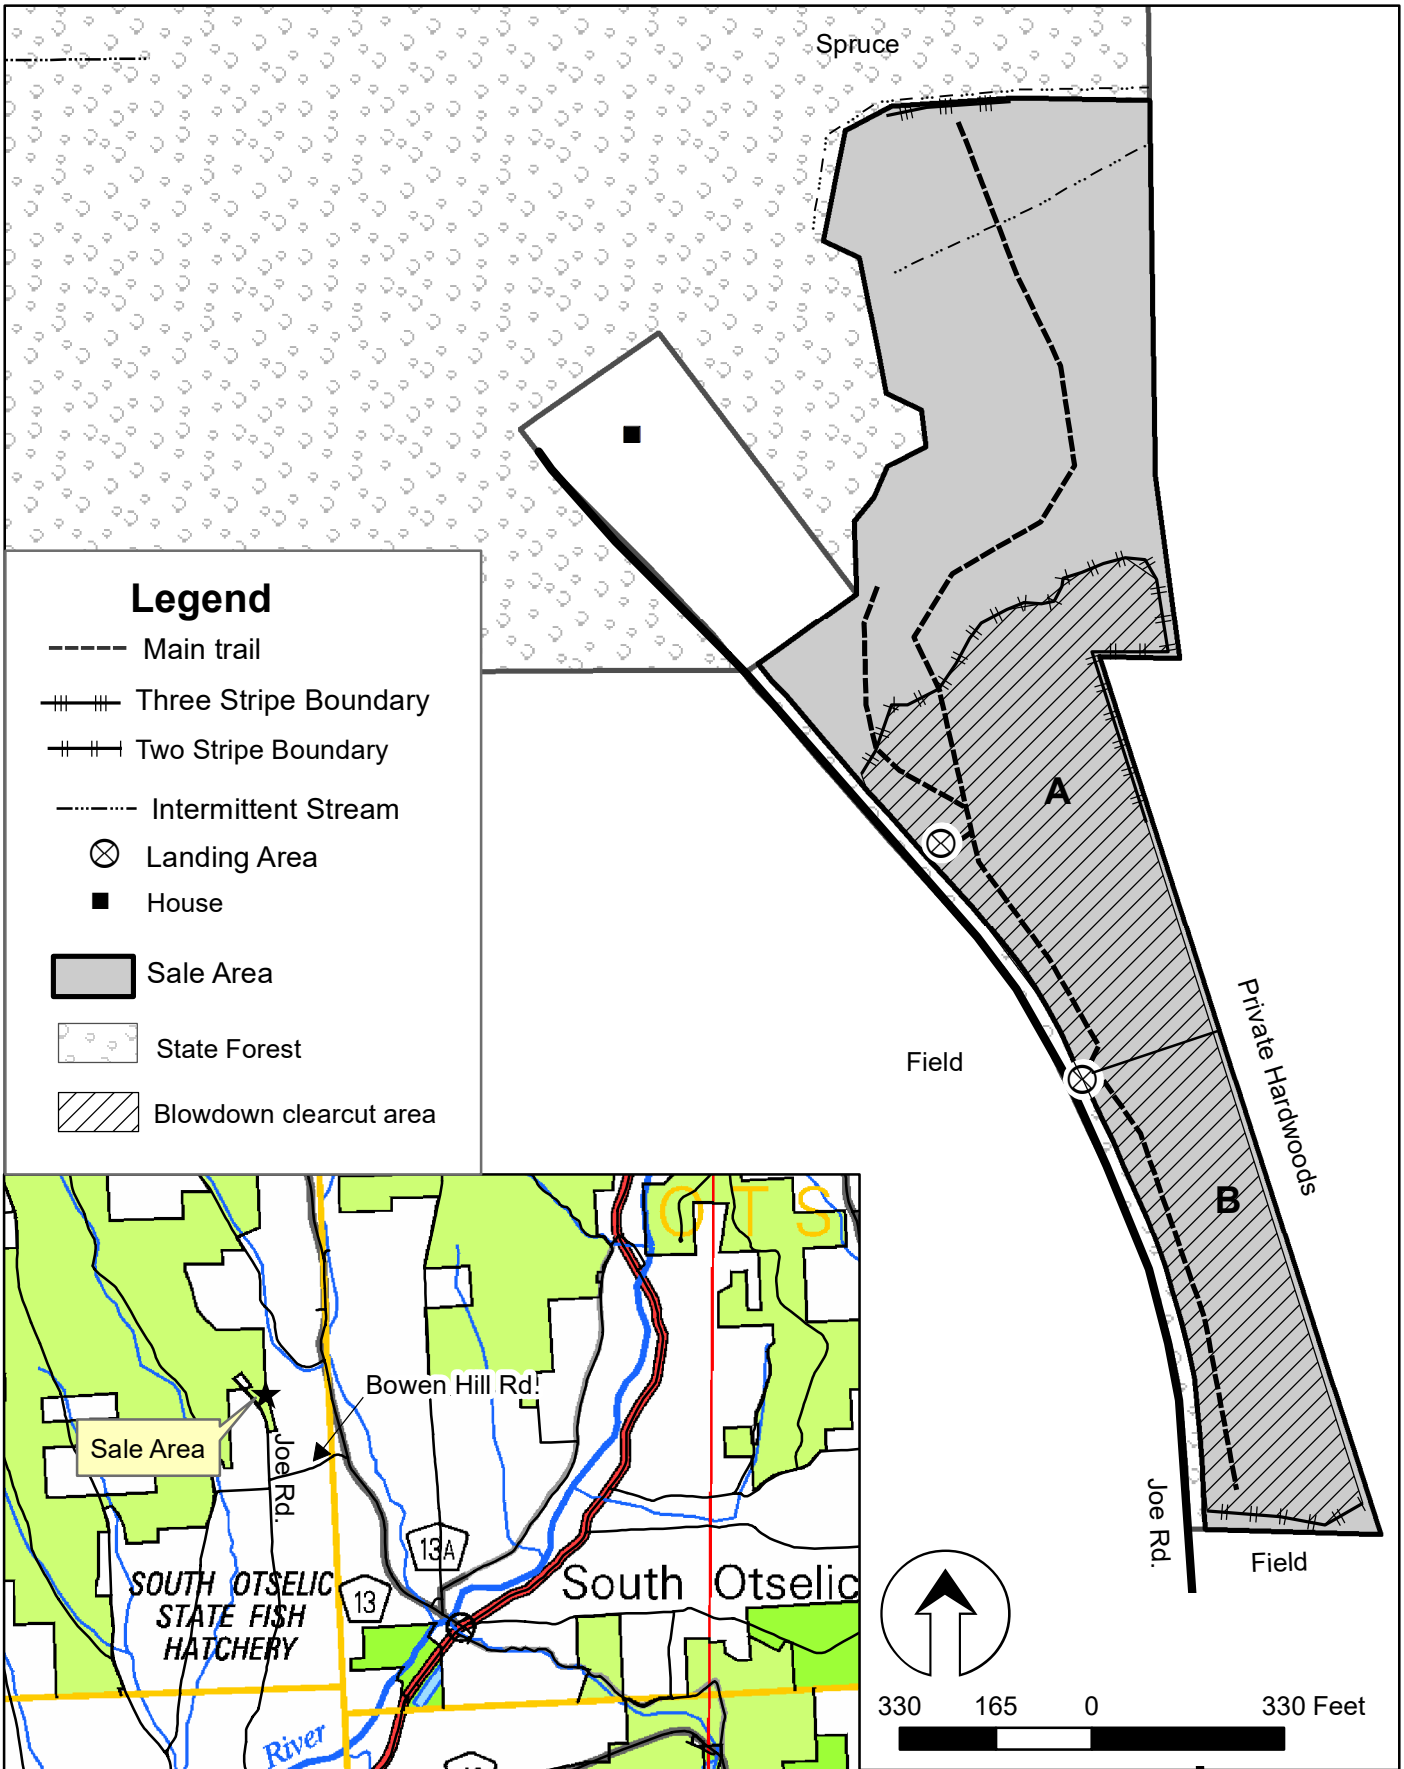 Spruce
Legend
Main trail
Three Stripe Boundary
Two Stripe Boundary
Intermittent Stream
Landing Area
House
Sale Area
State Forest
Blowdown clearcut area
A
B
Private Hardwoods
Field
Joe Rd.
Field
330 165 0 330 Feet
OTS
Bowen Hill Rd.
Sale Area
Joe Rd.
13A
13
South Otselic
SOUTH OTSELIC
STATE FISH
HATCHERY
River